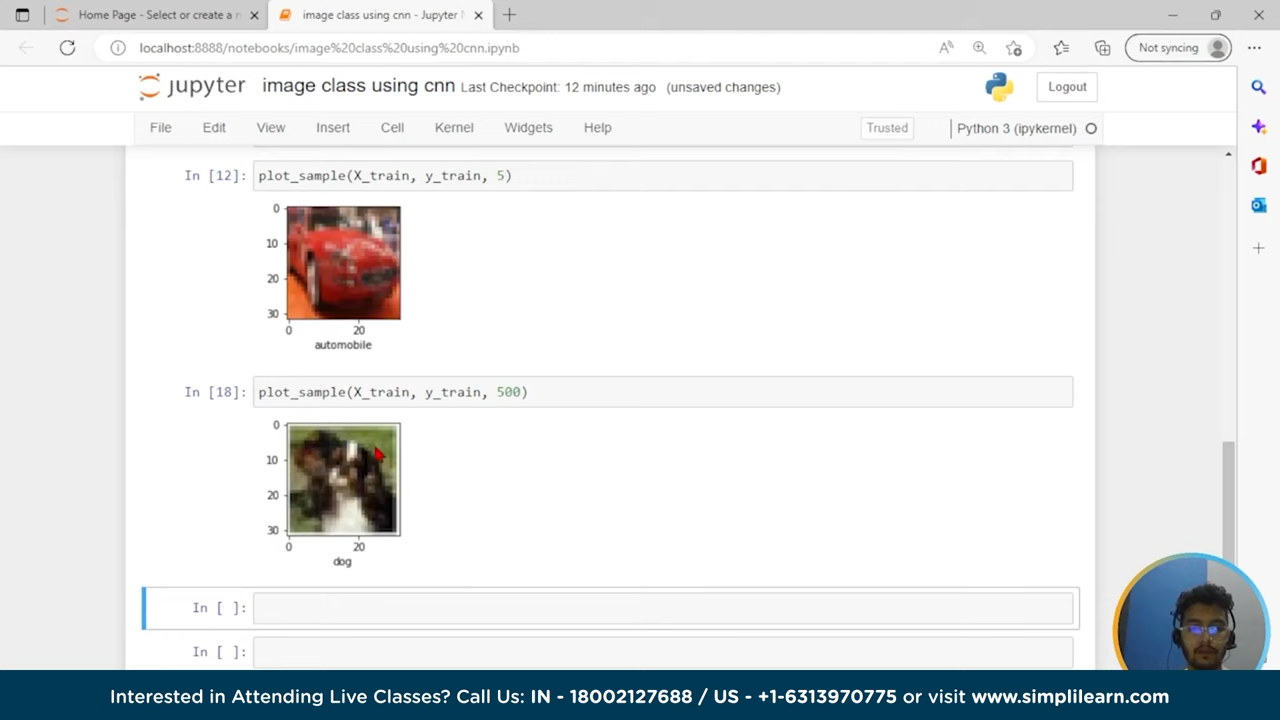 Home Page - Select or create a n
image class using cnn - Jupyter N
localhost:8888/notebooks/image%20class%20using%20cnn.ipynb
Not syncing
jupyter image class using cnn Last Checkpoint: 12 minutes ago (unsaved changes)
Logout
File Edit View Insert Cell Kernel Widgets Help
Trusted
Python 3 (ipykernel)
In [12]: plot_sample(X_train, y_train, 5)
0
10
20
30
0 20
automobile
In [18]: plot_sample(X_train, y_train, 500)
0
10
20
30
0 20
dog
In [ ]:
In [ ]:
Interested in Attending Live Classes? Call Us: IN - 18002127688 / US - +1-6313970775 or visit www.simplilearn.com